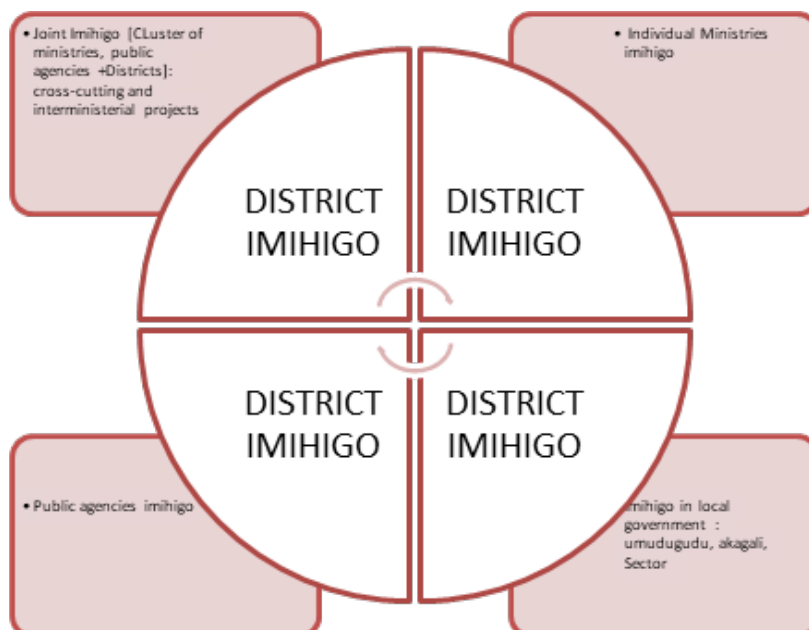 • Joint Imihigo [CLuster of
ministries, public
agencies +Districts]:
cross-cutting and
interministerial projects
• Individual Ministries
imihigo
DISTRICT
IMIHIGO
DISTRICT
IMIHIGO
DISTRICT
IMIHIGO
DISTRICT
IMIHIGO
• Public agencies imihigo
imihigo in local
government :
umudugudu, akagali,
Sector